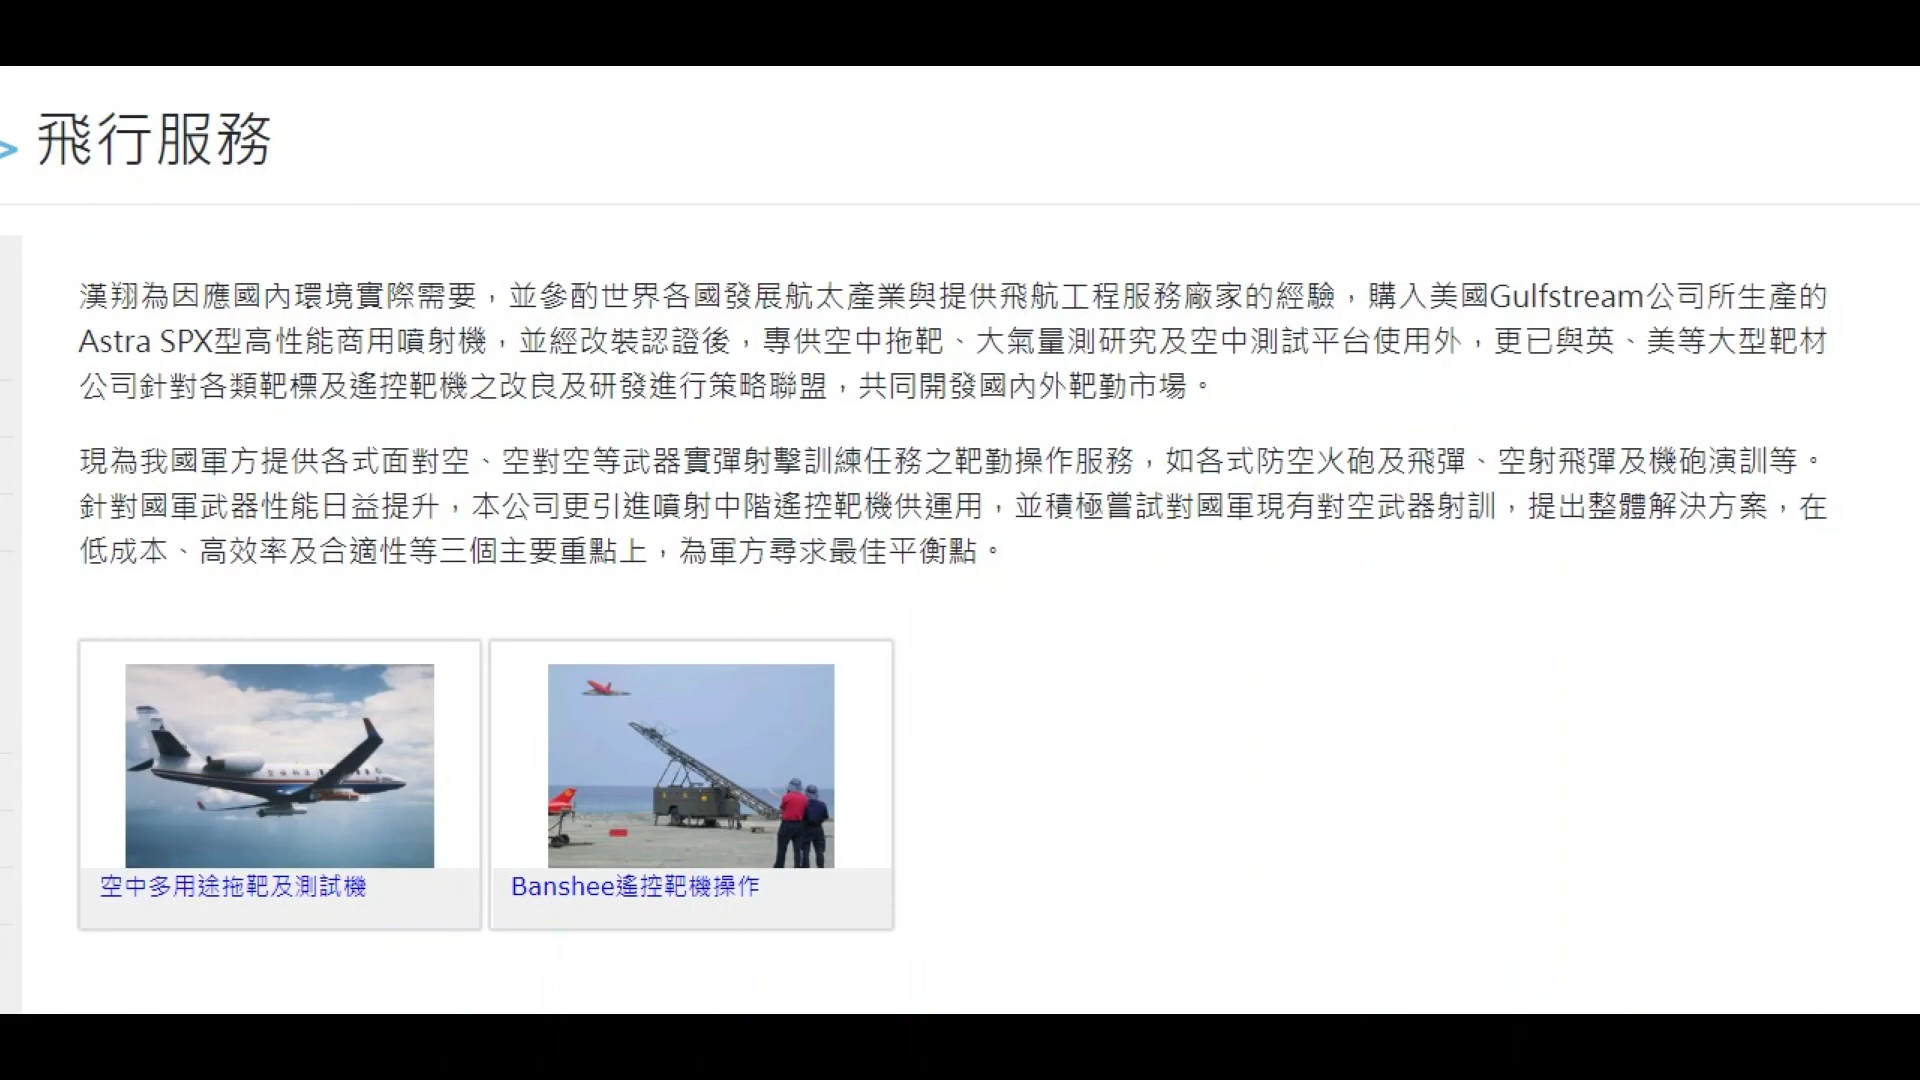 > 飛行服務
漢翔為因應國內環境實際需要，並參酌世界各國發展航太產業與提供飛航工程服務廠家的經驗，購入美國Gulfstream公司所生產的
Astra SPX型高性能商用噴射機，並經改裝認證後，專供空中拖靶、大氣量測研究及空中測試平台使用外，更已與英、美等大型靶材
公司針對各類靶標及遙控靶機之改良及研發進行策略聯盟，共同開發國內外靶勤市場。
現為我國軍方提供各式面對空、空對空等武器實彈射擊訓練任務之靶勤操作服務，如各式防空火砲及飛彈、空射飛彈及機砲演訓等。
針對國軍武器性能日益提升，本公司更引進噴射中階遙控靶機供運用，並積極嘗試對國軍現有對空武器射訓，提出整體解決方案，在
低成本、高效率及合適性等三個主要重點上，為軍方尋求最佳平衡點。
空中多用途拖靶及測試機
Banshee遙控靶機操作